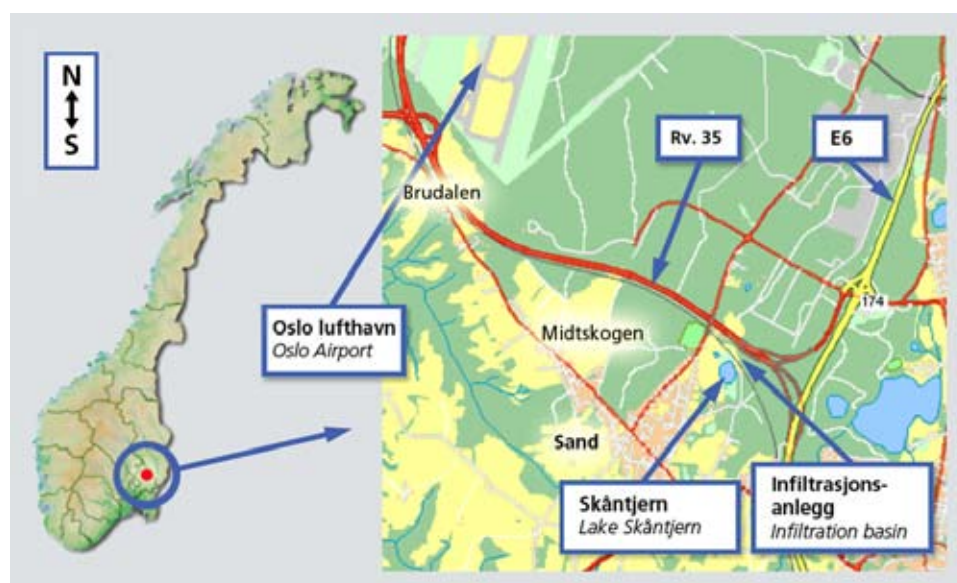 N
S
Rv. 35
E6
Brudalen
174
Oslo lufthavn
Oslo Airport
Midtskogen
Sand
Skåntjern
Lake Skåntjern
Infiltrasjons-
anlegg
Infiltration basin